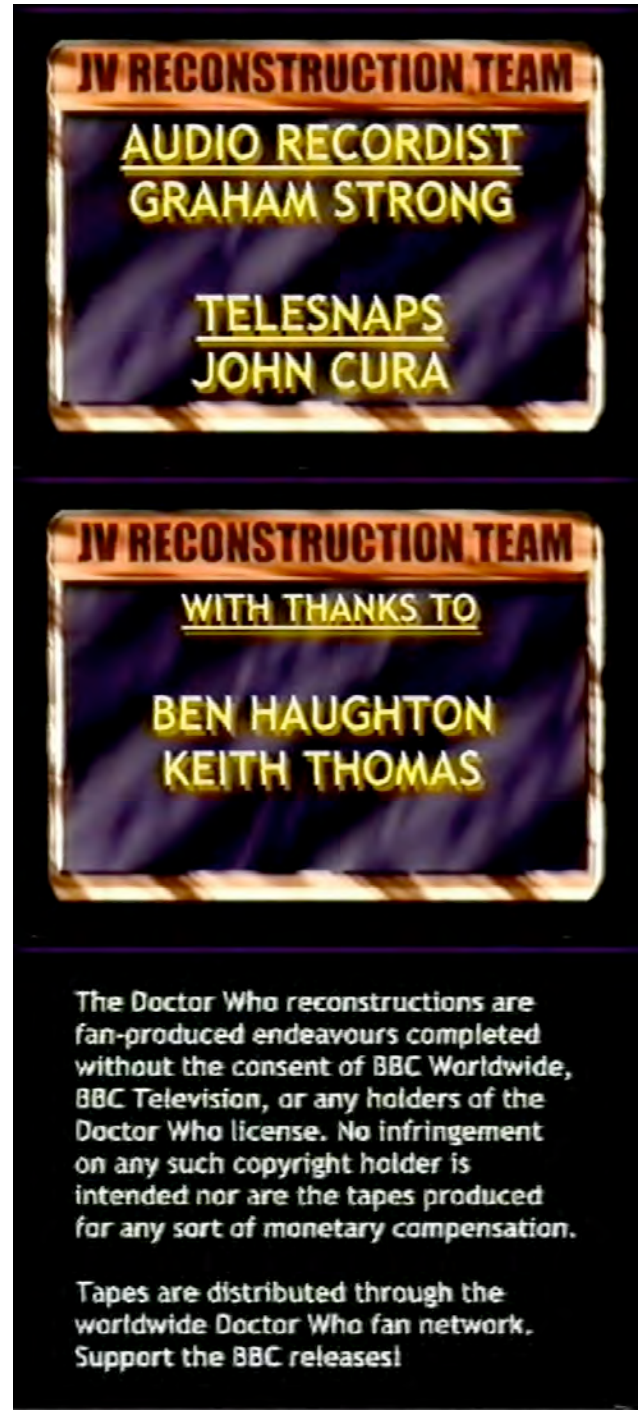 JV RECONSTRUCTION TEAM
AUDIO RECORDIST
GRAHAM STRONG
TELESNAPS
JOHN CURA
JV RECONSTRUCTION TEAM
WITH THANKS TO
BEN HAUGHTON
KEITH THOMAS
The Doctor Who reconstructions are
fan-produced endeavours completed
without the consent of BBC Worldwide,
BBC Television, or any holders of the
Doctor Who license. No infringement
on any such copyright holder is
intended nor are the tapes produced
for any sort of monetary compensation.
Tapes are distributed through the
worldwide Doctor Who fan network.
Support the BBC releases!